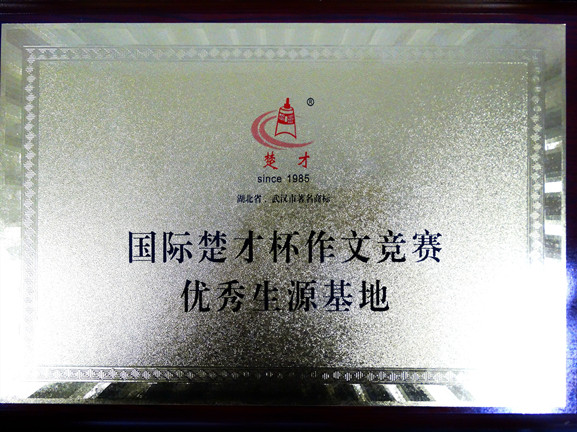 ®
楚才
since 1985
湖北省、武汉市著名商标
国际楚才杯作文竞赛
优秀生源基地